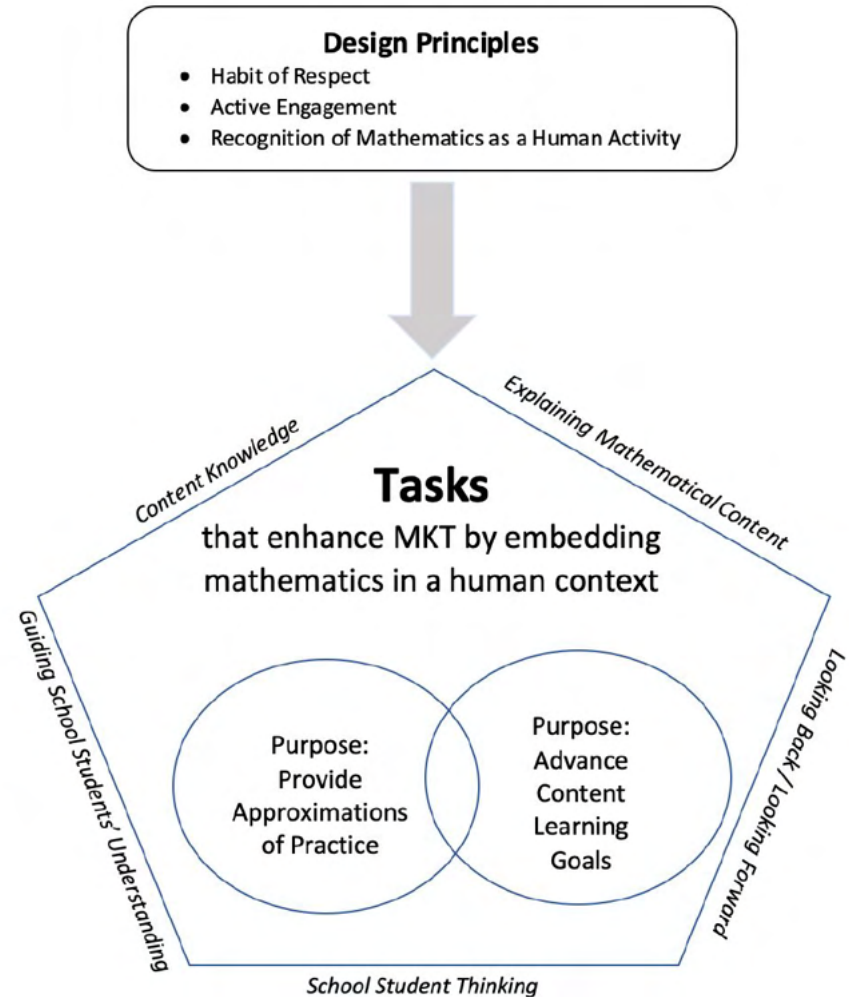 Design Principles
• Habit of Respect
• Active Engagement
• Recognition of Mathematics as a Human Activity
Content Knowledge
Explaining Mathematical Content
Tasks
that enhance MKT by embedding
mathematics in a human context
Guiding School Students' Understanding
Purpose:
Provide
Approximations
of Practice
Purpose:
Advance
Content
Learning
Goals
Looking Back / Looking Forward
School Student Thinking